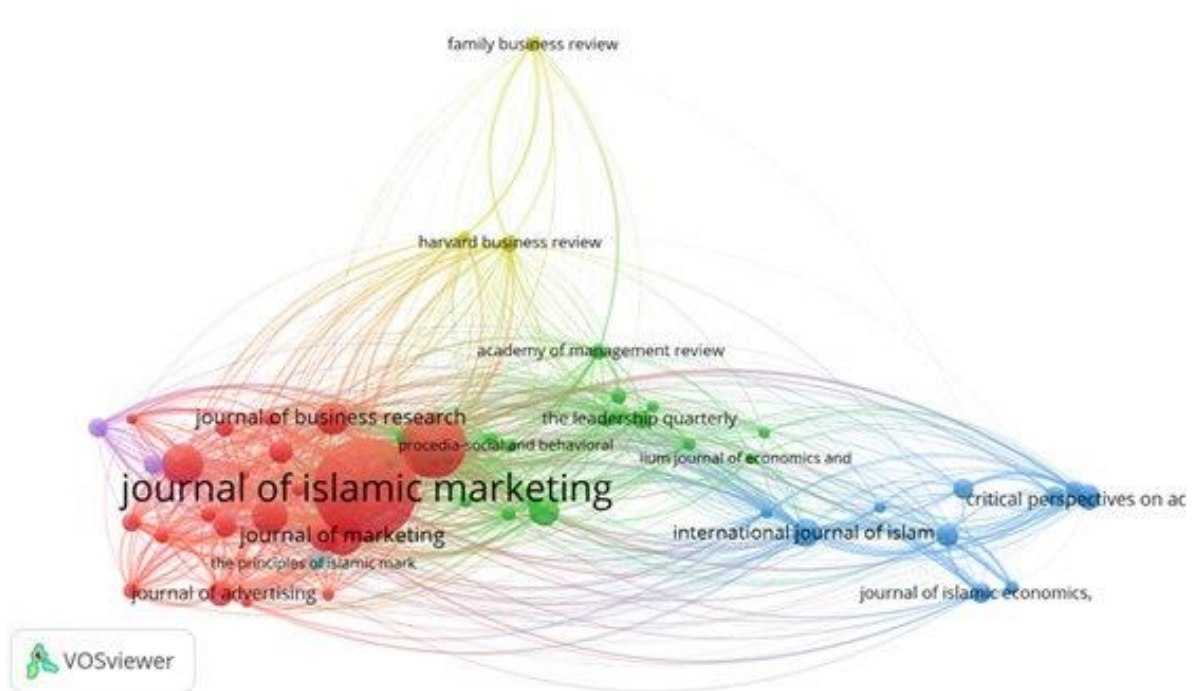 family business review
harvard business review
academy of management review
journal of business research
the leadership quarterly
procedia-social and behavioral
iium journal of economics and
journal of islamic marketing
critical perspectives on ac
international journal of islam
journal of marketing
the principles of islamic mark
journal of advertising
journal of islamic economics,
VOSviewer